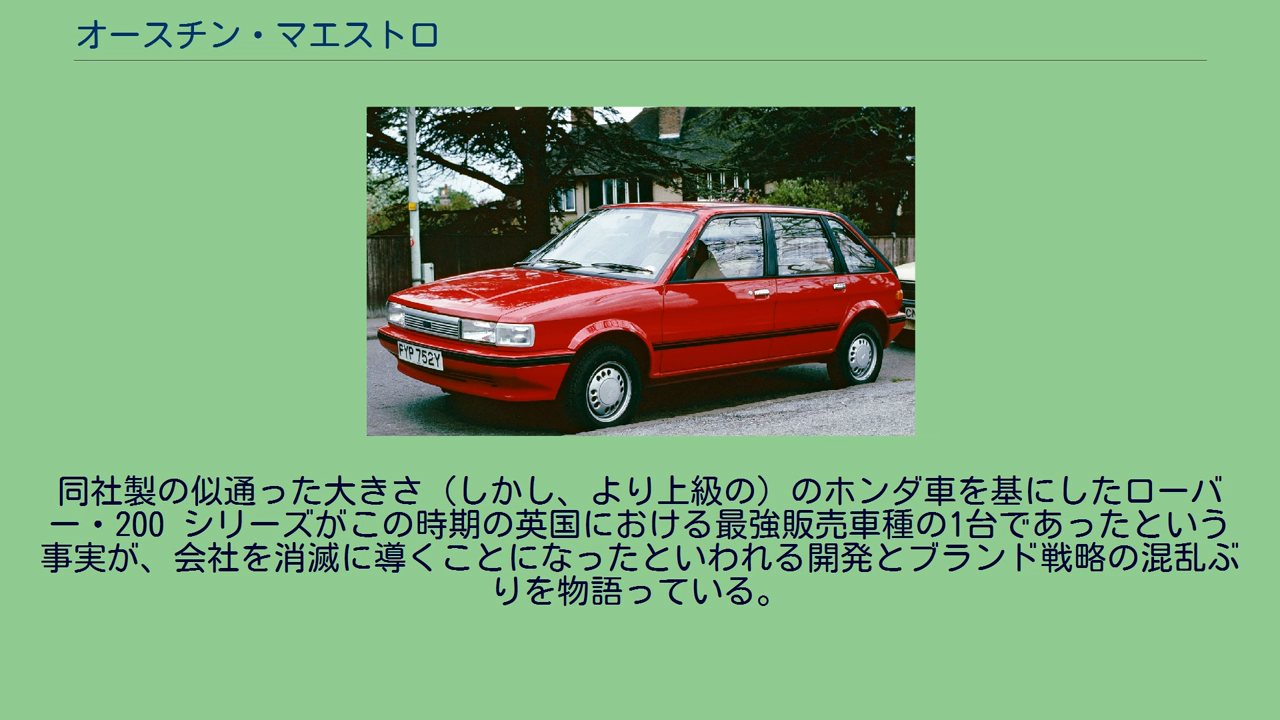 オースチン・マエストロ
FYP 752Y
同社製の似通った大きさ（しかし、より上級の）のホンダ車を基にしたローバ
ー・200 シリーズがこの時期の英国における最強販売車種の1台であったという
事実が、会社を消滅に導くことになったといわれる開発とブランド戦略の混乱ぶ
りを物語っている。